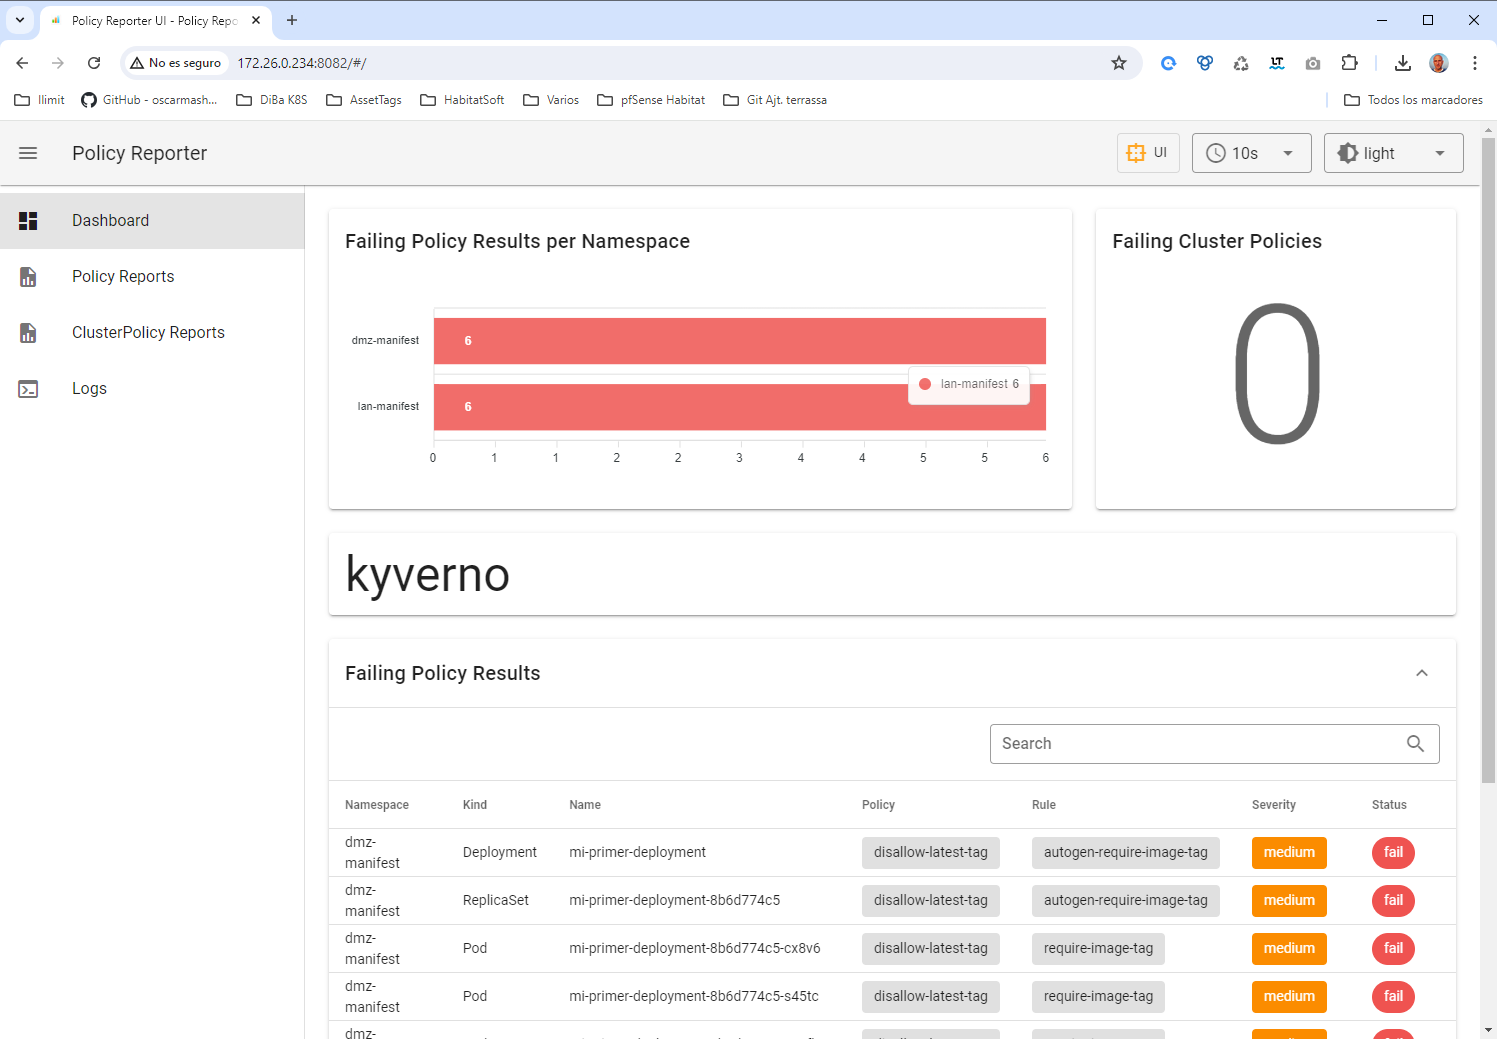 Policy Reporter UI - Policy Repo
No es seguro
172.26.0.234:8082/#/
LT
Ilimit
GitHub - oscarmash...
DiBa K8S
AssetTags
HabitatSoft
Varios
pfSense Habitat
Git Ajt. terrassa
Todos los marcadores
Policy Reporter
UI
10s
light
Dashboard
Policy Reports
ClusterPolicy Reports
Logs
Failing Policy Results per Namespace
dmz-manifest
6
lan-manifest 6
lan-manifest
6
0 1 1 2 2 3 4 4 5 5 6
Failing Cluster Policies
0
kyverno
Failing Policy Results
Search
Namespace Kind Name Policy Rule Severity Status
dmz-
manifest Deployment mi-primer-deployment disallow-latest-tag autogen-require-image-tag medium fail
dmz-
manifest ReplicaSet mi-primer-deployment-8b6d774c5 disallow-latest-tag autogen-require-image-tag medium fail
dmz-
manifest Pod mi-primer-deployment-8b6d774c5-cx8v6 disallow-latest-tag require-image-tag medium fail
dmz-
manifest Pod mi-primer-deployment-8b6d774c5-s45tc disallow-latest-tag require-image-tag medium fail
dmz-